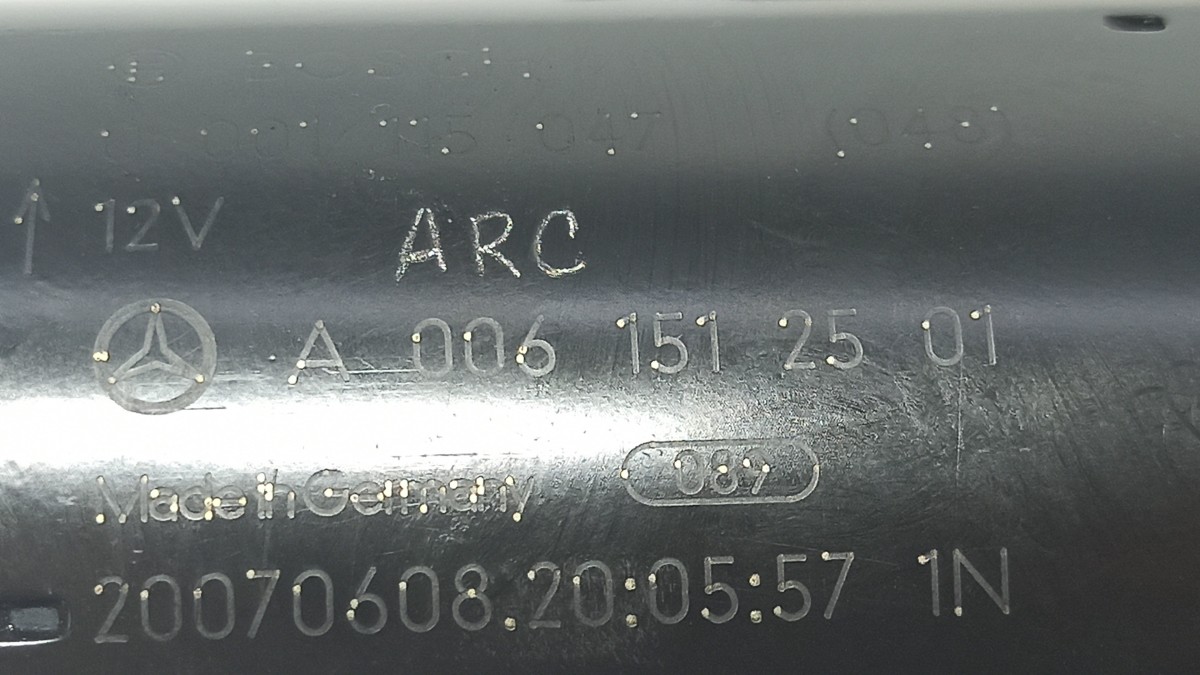 BOSCH
0 001 115 047 (048)
12V ARC
A 006 151 25 01
Made in Germany 089
20070608.20:05:57 1N